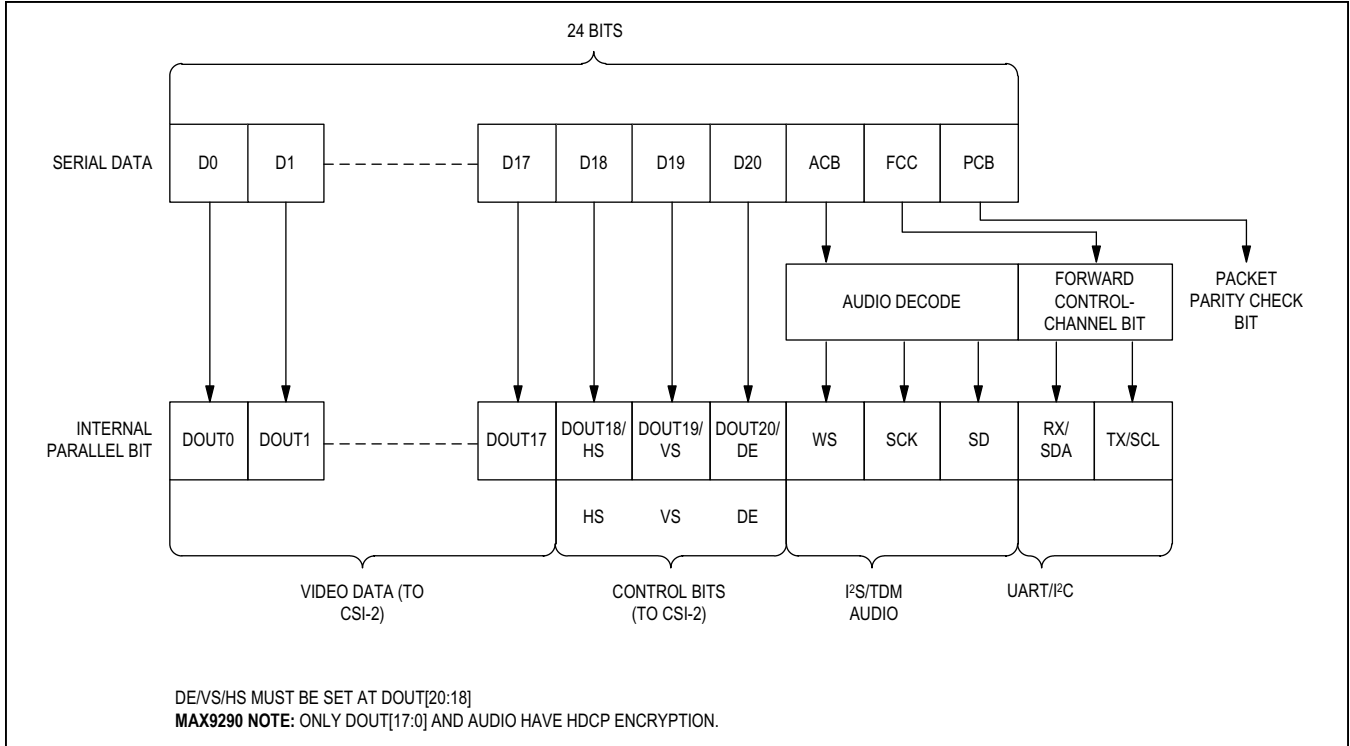 24 BITS
SERIAL DATA
D0
D1
D17
D18
D19
D20
ACB
FCC
PCB
AUDIO DECODE
FORWARD
CONTROL-
CHANNEL BIT
PACKET
PARITY CHECK
BIT
INTERNAL
PARALLEL BIT
DOUT0
DOUT1
DOUT17
DOUT18/
HS
DOUT19/
VS
DOUT20/
DE
WS
SCK
SD
RX/
SDA
TX/SCL
HS
VS
DE
VIDEO DATA (TO
CSI-2)
CONTROL BITS
(TO CSI-2)
I²S/TDM
AUDIO
UART/I²C
DE/VS/HS MUST BE SET AT DOUT[20:18]
MAX9290 NOTE: ONLY DOUT[17:0] AND AUDIO HAVE HDCP ENCRYPTION.